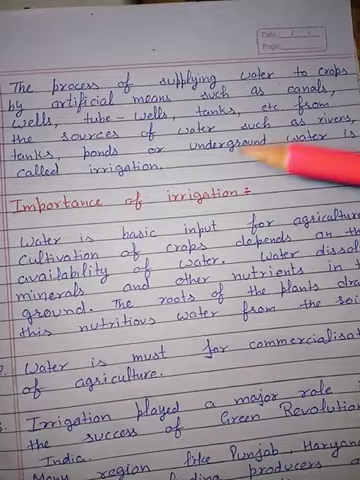 Date: __/__/__
Page:
The process of supplying water to crops
by artificial means such as canals,
wells, tube-wells, tanks, etc from
the sources of water such as rivers,
tanks, ponds or underground water is
called irrigation.
Importance of irrigation :-
Water is basic input for agriculture
Cultivation of crops depends on th
availability of water. Water dissol
minerals and other nutrients in
ground. The roots of the plants dra
this nutritious water from the soi
Water is must for commercialisat
of agriculture.
Irrigation played a major role
the success of Green Revolution
India.
Many region like Punjab, Haryan
producers